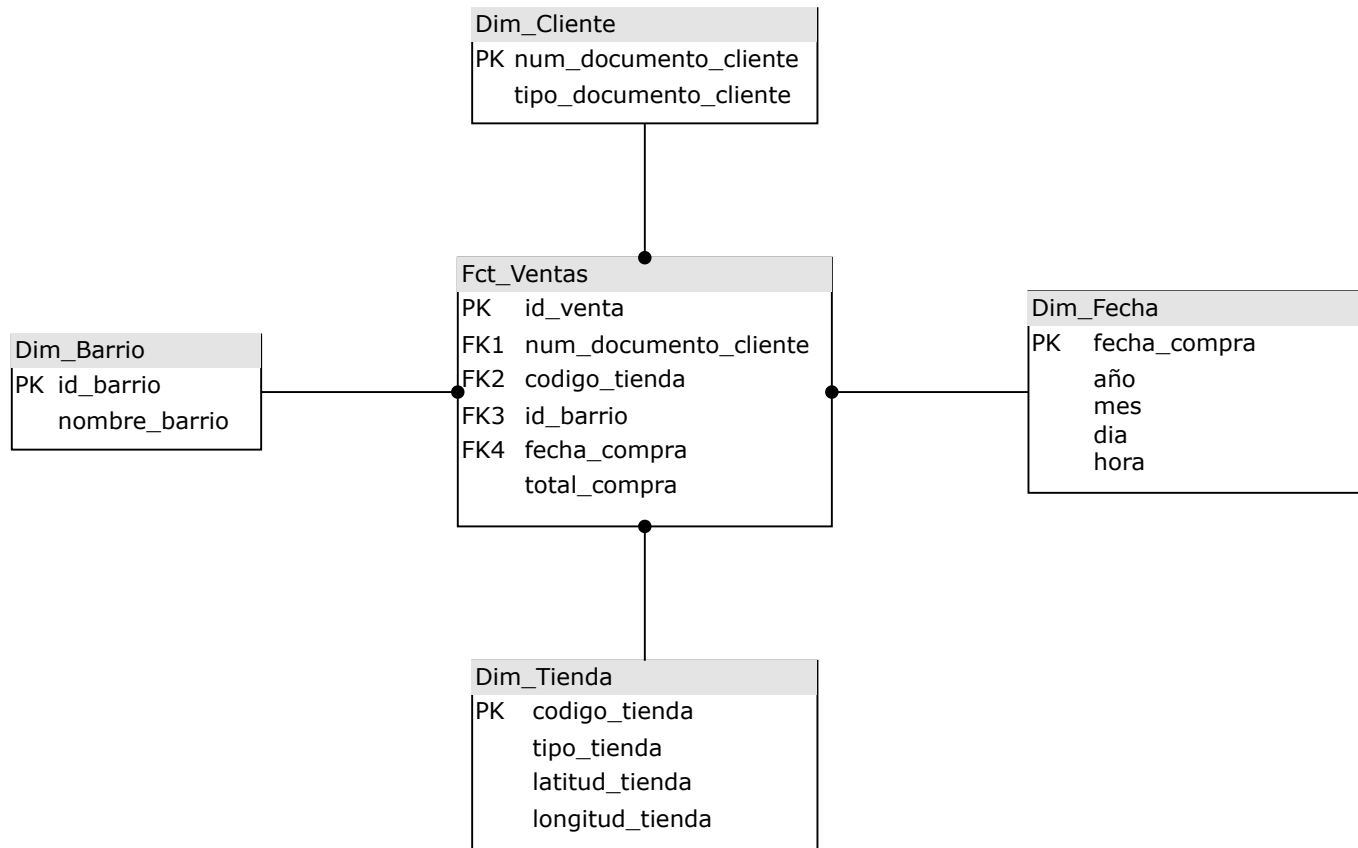 Dim_Cliente
PK num_documento_cliente
tipo_documento_cliente
Fct_Ventas
PK id_venta
FK1 num_documento_cliente
FK2 codigo_tienda
FK3 id_barrio
FK4 fecha_compra
total_compra
Dim_Barrio
PK id_barrio
nombre_barrio
Dim_Fecha
PK fecha_compra
año
mes
dia
hora
Dim_Tienda
PK codigo_tienda
tipo_tienda
latitud_tienda
longitud_tienda